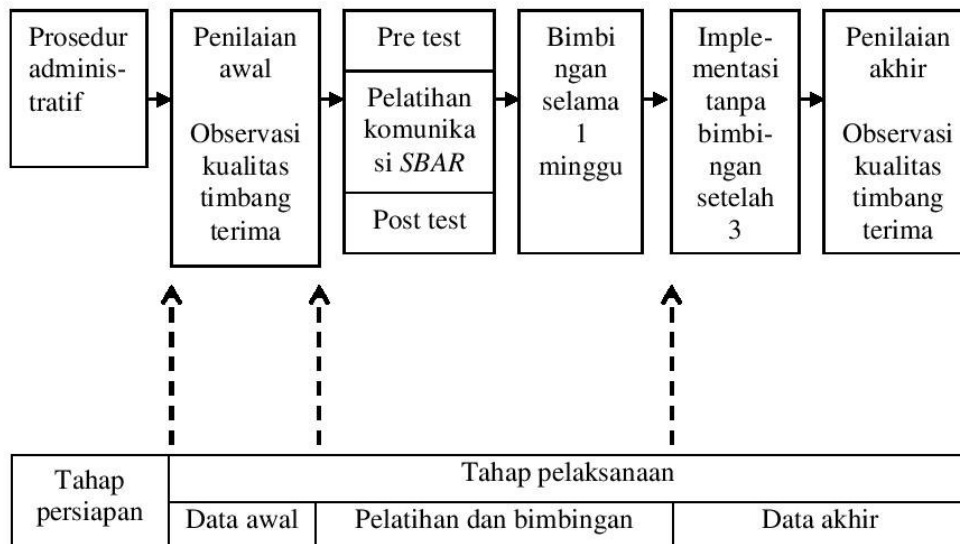 Prosedur
adminis-
tratif
Penilaian
awal
Observasi
kualitas
timbang
terima
Pre test
Pelatihan
komunika
si SBAR
Post test
Bimbi
ngan
selama
1
minggu
Imple-
mentasi
tanpa
bimbi-
ngan
setelah
3
Penilaian
akhir
Observasi
kualitas
timbang
terima
Tahap
persiapan
Tahap pelaksanaan
Data awal
Pelatihan dan bimbingan
Data akhir